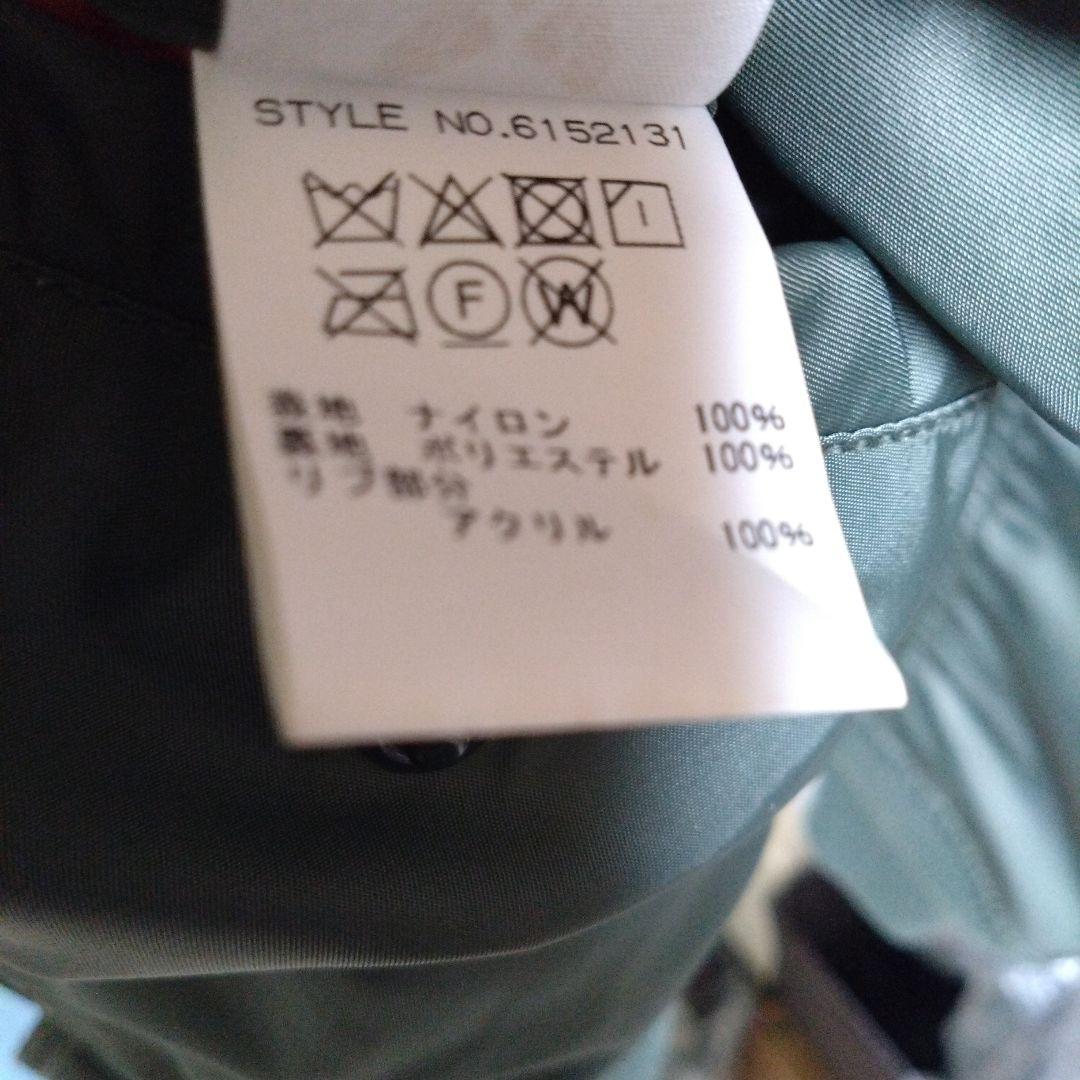 STYLE NO.6152131
F W
表地 ナイロン 100%
裏地 ポリエステル 100%
リブ部分
アクリル 100%